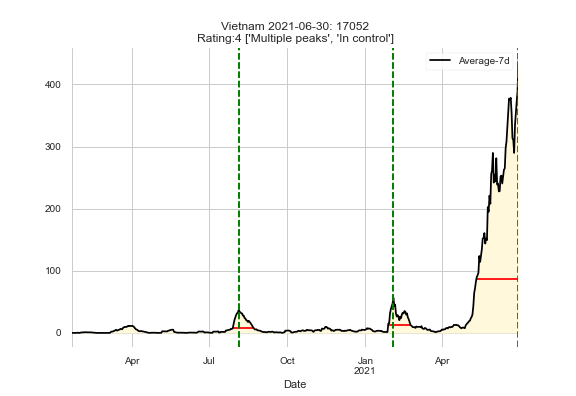 Vietnam 2021-06-30: 17052
Rating:4 ['Multiple peaks', 'In control']
Average-7d
400
300
200
100
0
Apr
Jul
Oct
Jan
2021
Apr
Date